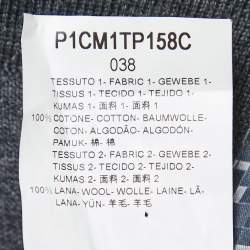 P1CM1TP158C
038
TESSUTO 1- FABRIC 1- GEWEBE 1-
TISSUS 1- TECIDO 1- TEJIDO 1-
KUMAS 1- 面料 1- 面料 1
100% COTONE- COTTON- BAUMWOLLE-
COTON- ALGODÃO- ALGODÓN-
PAMUK- 棉- 棉
TESSUTO 2- FABRIC 2- GEWEBE 2-
TISSUS 2- TECIDO 2- TEJIDO 2-
KUMAS 2- 面料 2- 面料 2
100% LANA- WOOL- WOLLE- LAINE- LÃ-
LANA- YÜN- 羊毛- 羊毛